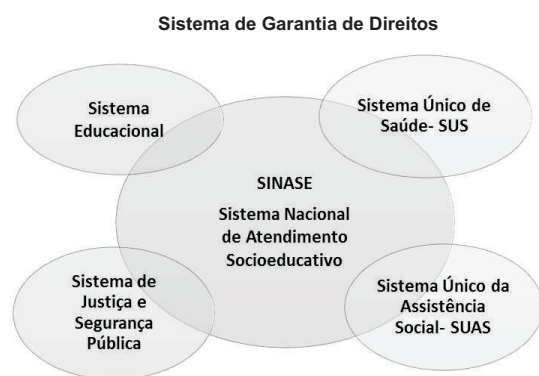 Sistema de Garantia de Direitos
Sistema
Educacional
Sistema Único de
Saúde- SUS
SINASE
Sistema Nacional
de Atendimento
Socioeducativo
Sistema de
Justiça e
Segurança
Pública
Sistema Único da
Assistência
Social- SUAS